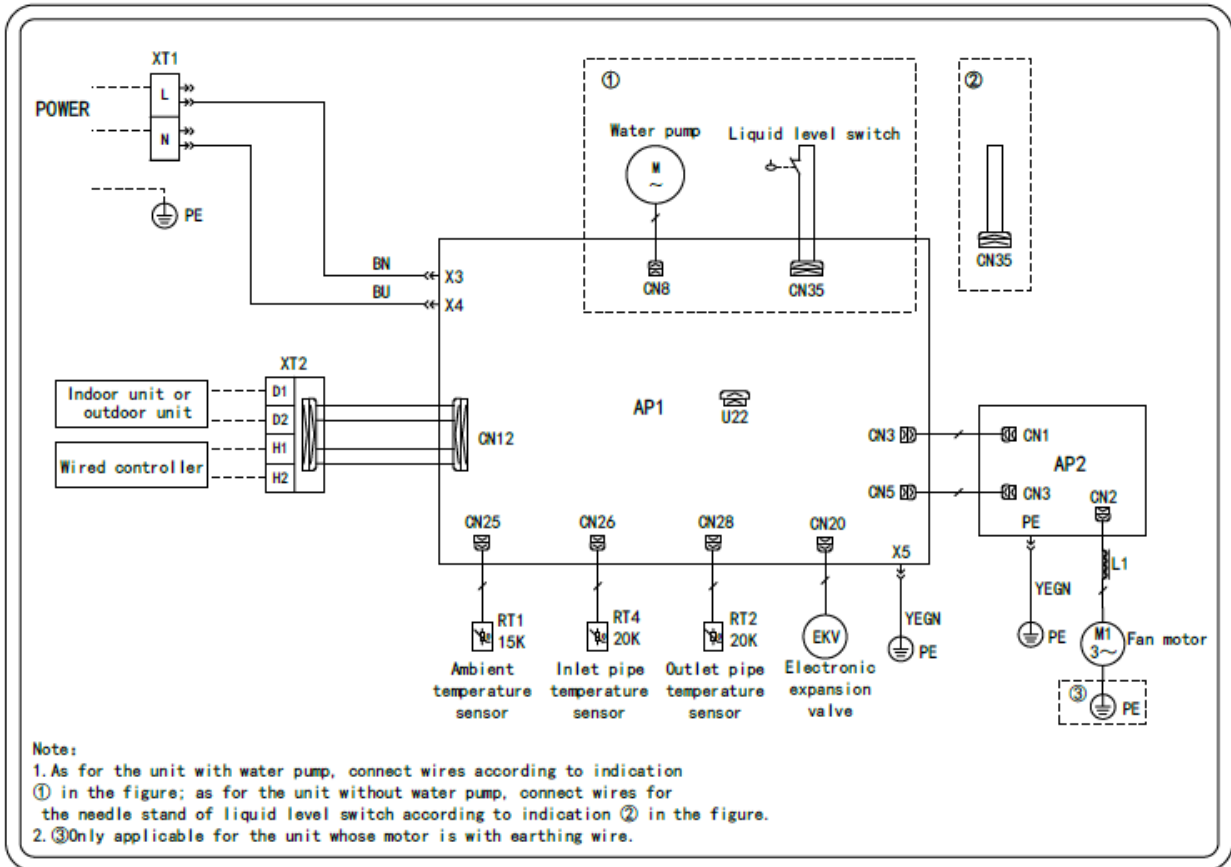 XT1
POWER
L
N
PE
①
Water pump
M
~
Liquid level switch
CN8
CN35
②
CN35
BN
X3
BU
X4
XT2
Indoor unit or
outdoor unit
D1
D2
Wired controller
H1
H2
CN12
AP1
U22
CN3
CN5
CN1
CN3
AP2
CN2
PE
CN25
CN26
CN28
CN20
X5
RT1
15K
RT4
20K
RT2
20K
EKV
YEGN
PE
YEGN
PE
L1
M1
3~
Fan motor
③
PE
Ambient
temperature
sensor
Inlet pipe
temperature
sensor
Outlet pipe
temperature
sensor
Electronic
expansion
valve
Note:
1. As for the unit with water pump, connect wires according to indication
① in the figure; as for the unit without water pump, connect wires for
the needle stand of liquid level switch according to indication ② in the figure.
2. ③Only applicable for the unit whose motor is with earthing wire.